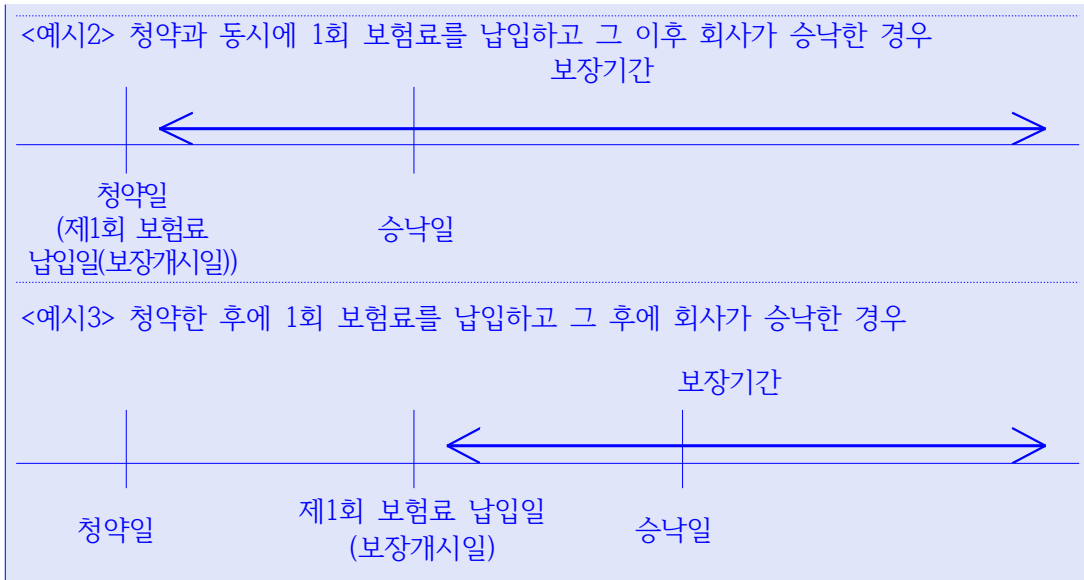 <예시2> 청약과 동시에 1회 보험료를 납입하고 그 이후 회사가 승낙한 경우
보장기간
청약일
(제1회 보험료
납입일(보장개시일))
승낙일
<예시3> 청약한 후에 1회 보험료를 납입하고 그 후에 회사가 승낙한 경우
보장기간
청약일
제1회 보험료 납입일
(보장개시일)
승낙일